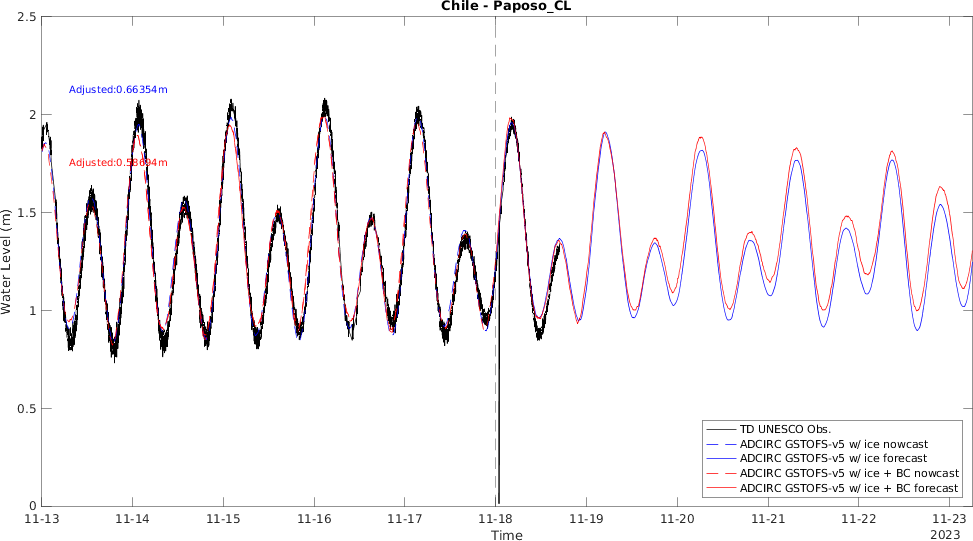 Chile - Paposo_CL
2.5
Adjusted:0.66354m
2
Adjusted:0.58694m
1.5
Water Level (m)
1
0.5
TD UNESCO Obs.
ADCIRC GSTOFS-v5 w/ ice nowcast
ADCIRC GSTOFS-v5 w/ ice forecast
ADCIRC GSTOFS-v5 w/ ice + BC nowcast
ADCIRC GSTOFS-v5 w/ ice + BC forecast
0
11-13 11-14 11-15 11-16 11-17 11-18 11-19 11-20 11-21 11-22 11-23
Time
2023